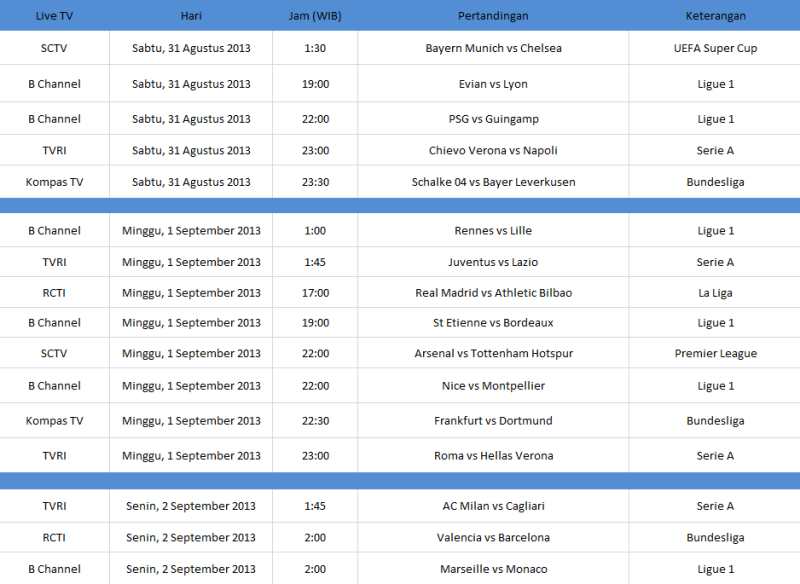 Live TV Hari Jam (WIB) Pertandingan Keterangan
SCTV Sabtu, 31 Agustus 2013 1:30 Bayern Munich vs Chelsea UEFA Super Cup
B Channel Sabtu, 31 Agustus 2013 19:00 Evian vs Lyon Ligue 1
B Channel Sabtu, 31 Agustus 2013 22:00 PSG vs Guingamp Ligue 1
TVRI Sabtu, 31 Agustus 2013 23:00 Chievo Verona vs Napoli Serie A
Kompas TV Sabtu, 31 Agustus 2013 23:30 Schalke 04 vs Bayer Leverkusen Bundesliga
B Channel Minggu, 1 September 2013 1:00 Rennes vs Lille Ligue 1
TVRI Minggu, 1 September 2013 1:45 Juventus vs Lazio Serie A
RCTI Minggu, 1 September 2013 17:00 Real Madrid vs Athletic Bilbao La Liga
B Channel Minggu, 1 September 2013 19:00 St Etienne vs Bordeaux Ligue 1
SCTV Minggu, 1 September 2013 22:00 Arsenal vs Tottenham Hotspur Premier League
B Channel Minggu, 1 September 2013 22:00 Nice vs Montpellier Ligue 1
Kompas TV Minggu, 1 September 2013 22:30 Frankfurt vs Dortmund Bundesliga
TVRI Minggu, 1 September 2013 23:00 Roma vs Hellas Verona Serie A
TVRI Senin, 2 September 2013 1:45 AC Milan vs Cagliari Serie A
RCTI Senin, 2 September 2013 2:00 Valencia vs Barcelona Bundesliga
B Channel Senin, 2 September 2013 2:00 Marseille vs Monaco Ligue 1